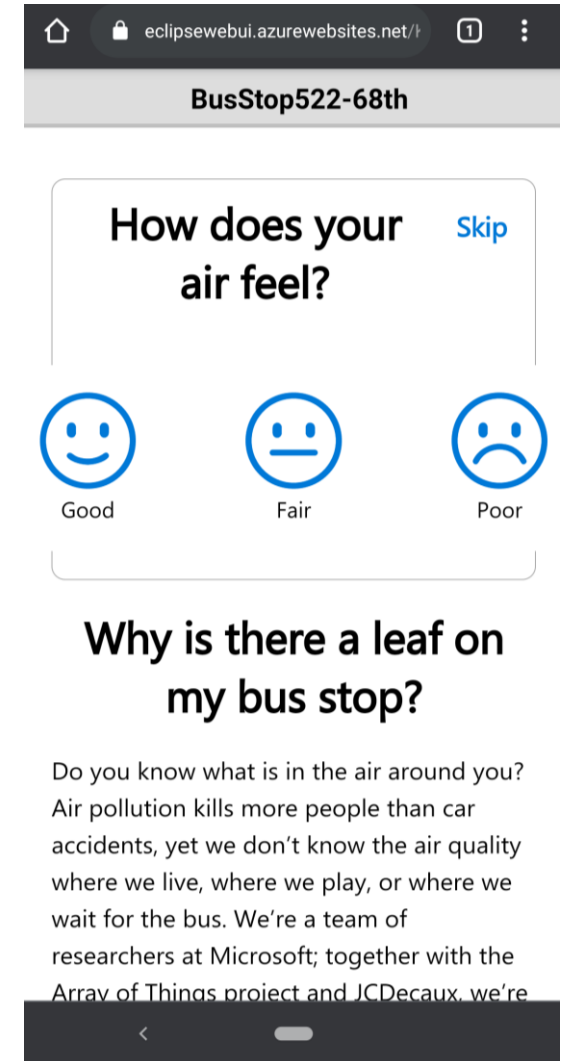 eclipsewebui.azurewebsites.net/
1
BusStop522-68th
How does your
Skip
air feel?
Good
Fair
Poor
Why is there a leaf on
my bus stop?
Do you know what is in the air around you?
Air pollution kills more people than car
accidents, yet we don’t know the air quality
where we live, where we play, or where we
wait for the bus. We’re a team of
researchers at Microsoft; together with the
Array of Things project and JCDecaux, we’re